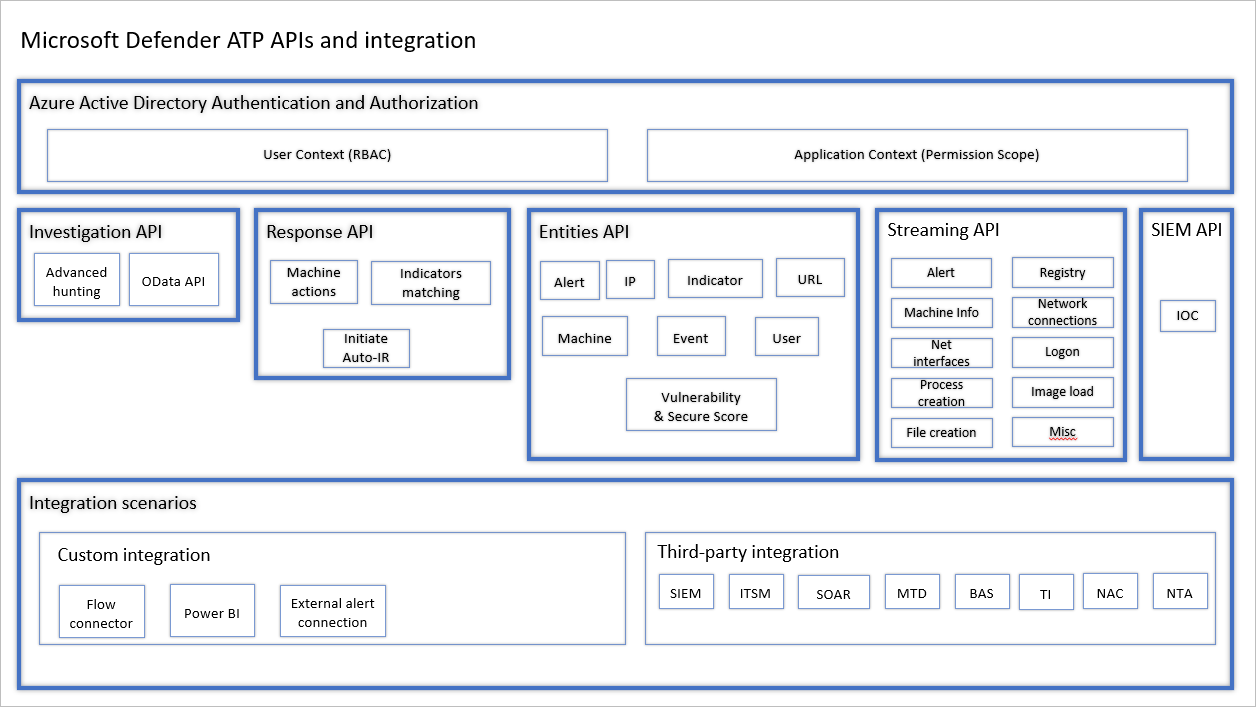 Microsoft Defender ATP APIs and integration
Azure Active Directory Authentication and Authorization
User Context (RBAC)
Application Context (Permission Scope)
Investigation API
Advanced
hunting
OData API
Response API
Machine
actions
Indicators
matching
Initiate
Auto-IR
Entities API
Alert
IP
Indicator
URL
Machine
Event
User
Vulnerability
& Secure Score
Streaming API
Alert
Registry
Machine Info
Network
connections
Net
interfaces
Logon
Process
creation
Image load
File creation
Misc
SIEM API
IOC
Integration scenarios
Custom integration
Flow
connector
Power BI
External alert
connection
Third-party integration
SIEM
ITSM
SOAR
MTD
BAS
TI
NAC
NTA